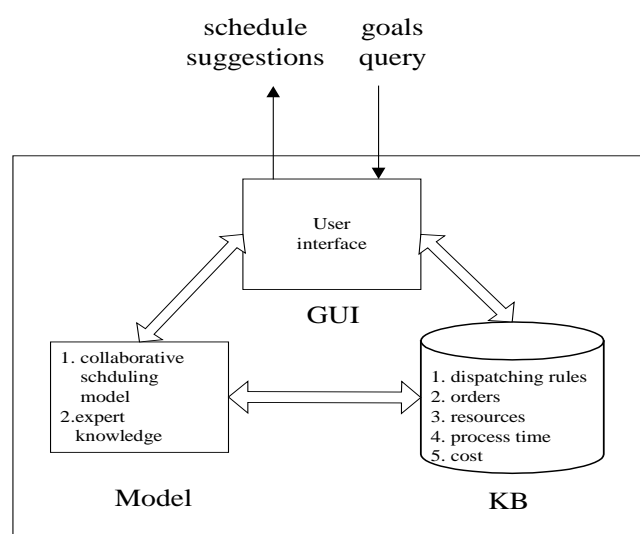 schedule
suggestions
goals
query
User
interface
GUI
1. collaborative
schduling
model
2.expert
knowledge
Model
1. dispatching rules
2. orders
3. resources
4. process time
5. cost
KB